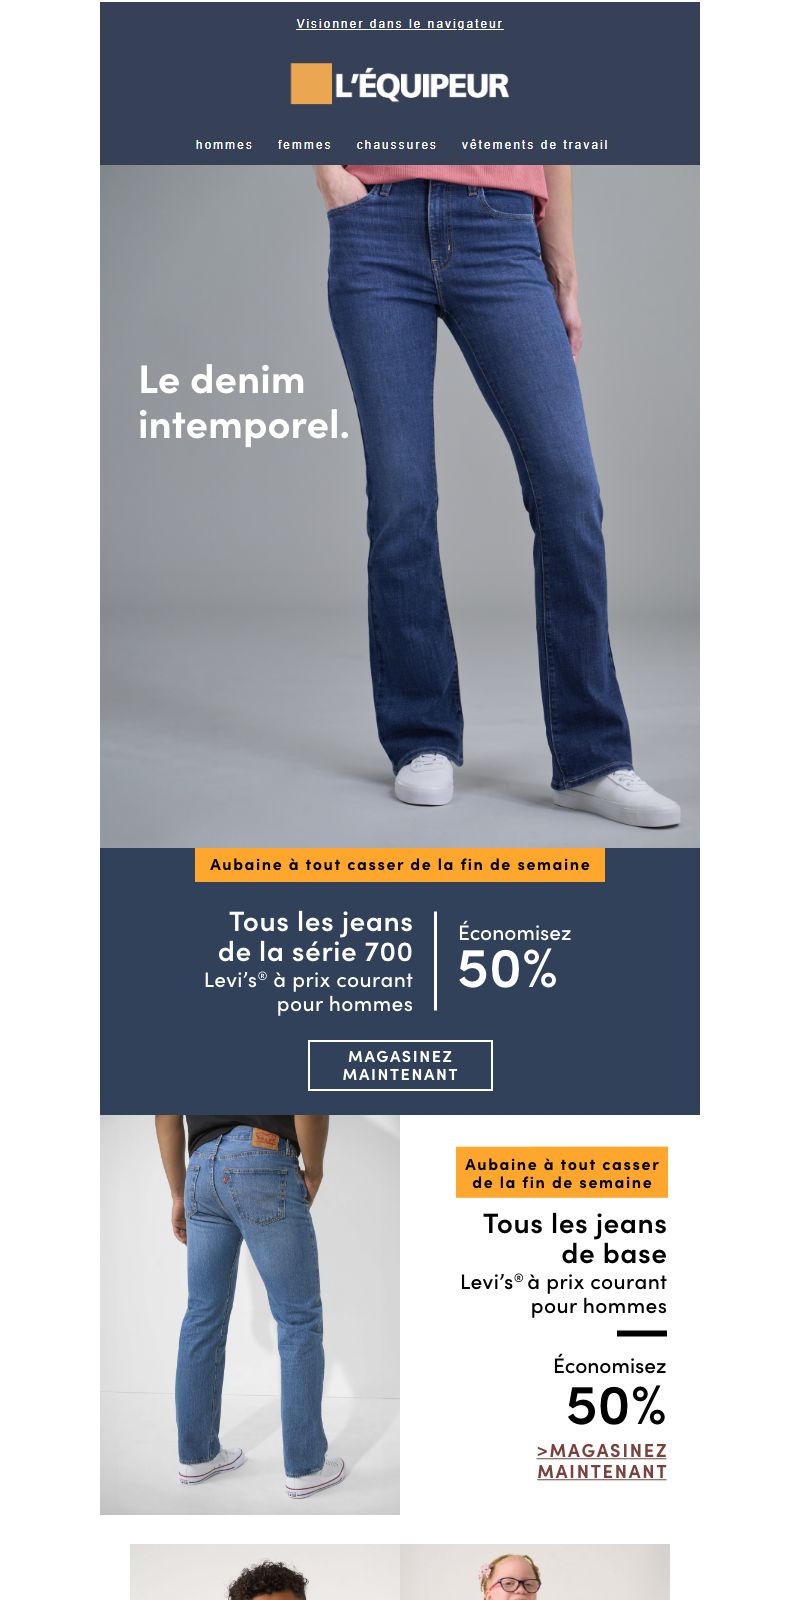 Visionner dans le navigateur
L'ÉQUIPEUR
hommes femmes chaussures vêtements de travail
Le denim
intemporel.
Aubaine à tout casser de la fin de semaine
Tous les jeans
de la série 700
Levi's® à prix courant
pour hommes
Économisez
50%
MAGASINEZ
MAINTENANT
Aubaine à tout casser
de la fin de semaine
Tous les jeans
de base
Levi's® à prix courant
pour hommes
Économisez
50%
>MAGASINEZ
MAINTENANT